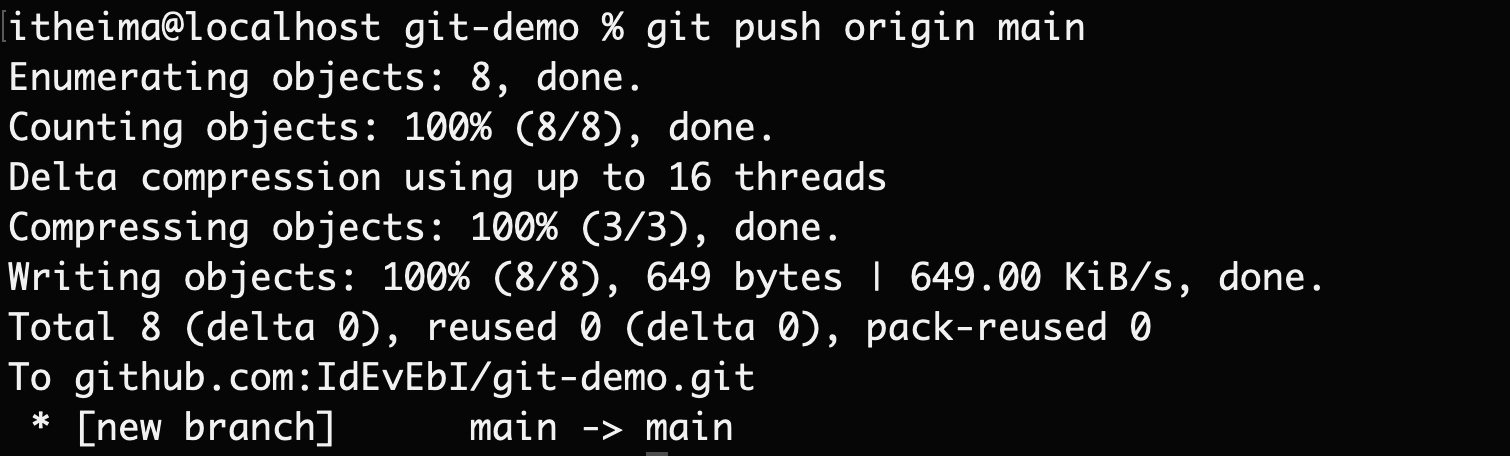 [itheima@localhost git-demo % git push origin main
Enumerating objects: 8, done.
Counting objects: 100% (8/8), done.
Delta compression using up to 16 threads
Compressing objects: 100% (3/3), done.
Writing objects: 100% (8/8), 649 bytes | 649.00 KiB/s, done.
Total 8 (delta 0), reused 0 (delta 0), pack-reused 0
To github.com:IdEvEbI/git-demo.git
 * [new branch]      main -> main